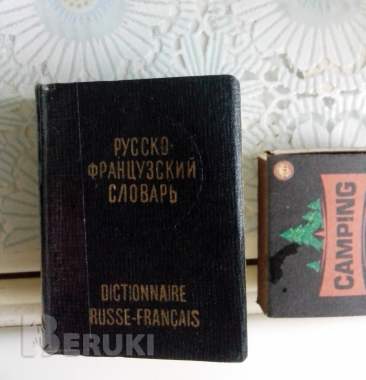 РУССКО-
ФРАНЦУЗСКИЙ
СЛОВАРЬ
DICTIONNAIRE
RUSSE-FRANÇAIS
CAMPING
BERUKI